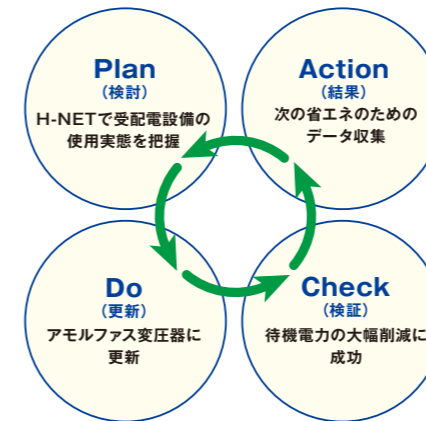 Plan
(検討)
H-NETで受配電設備の
使用実態を把握
Action
(結果)
次の省エネのための
データ収集
Do
(更新)
アモルファス変圧器に
更新
Check
(検証)
待機電力の大幅削減に
成功